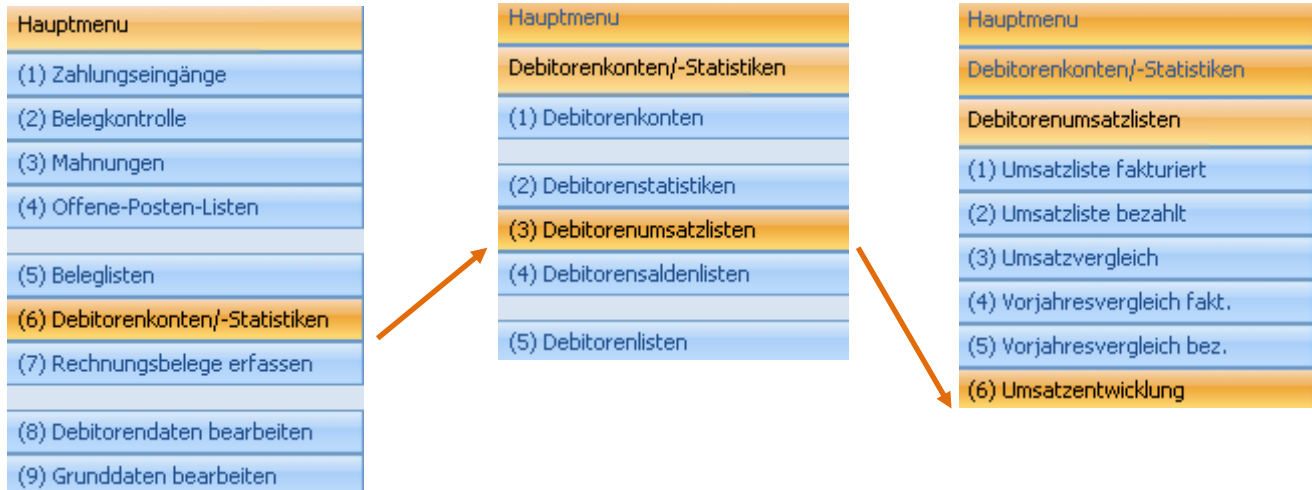 Hauptmenu
(1) Zahlungseingänge
(2) Belegkontrolle
(3) Mahnungen
(4) Offene-Posten-Listen
(5) Beleglisten
(6) Debitorenkonten/-Statistiken
(7) Rechnungsbelege erfassen
(8) Debitorendaten bearbeiten
(9) Grunddaten bearbeiten
Hauptmenu
Debitorenkonten/-Statistiken
(1) Debitorenkonten
(2) Debitorenstatistiken
(3) Debitorenumsatzlisten
(4) Debitorensaldenlisten
(5) Debitorenlisten
Hauptmenu
Debitorenkonten/-Statistiken
Debitorenumsatzlisten
(1) Umsatzliste fakturiert
(2) Umsatzliste bezahlt
(3) Umsatzvergleich
(4) Vorjahresvergleich fakt.
(5) Vorjahresvergleich bez.
(6) Umsatzentwicklung